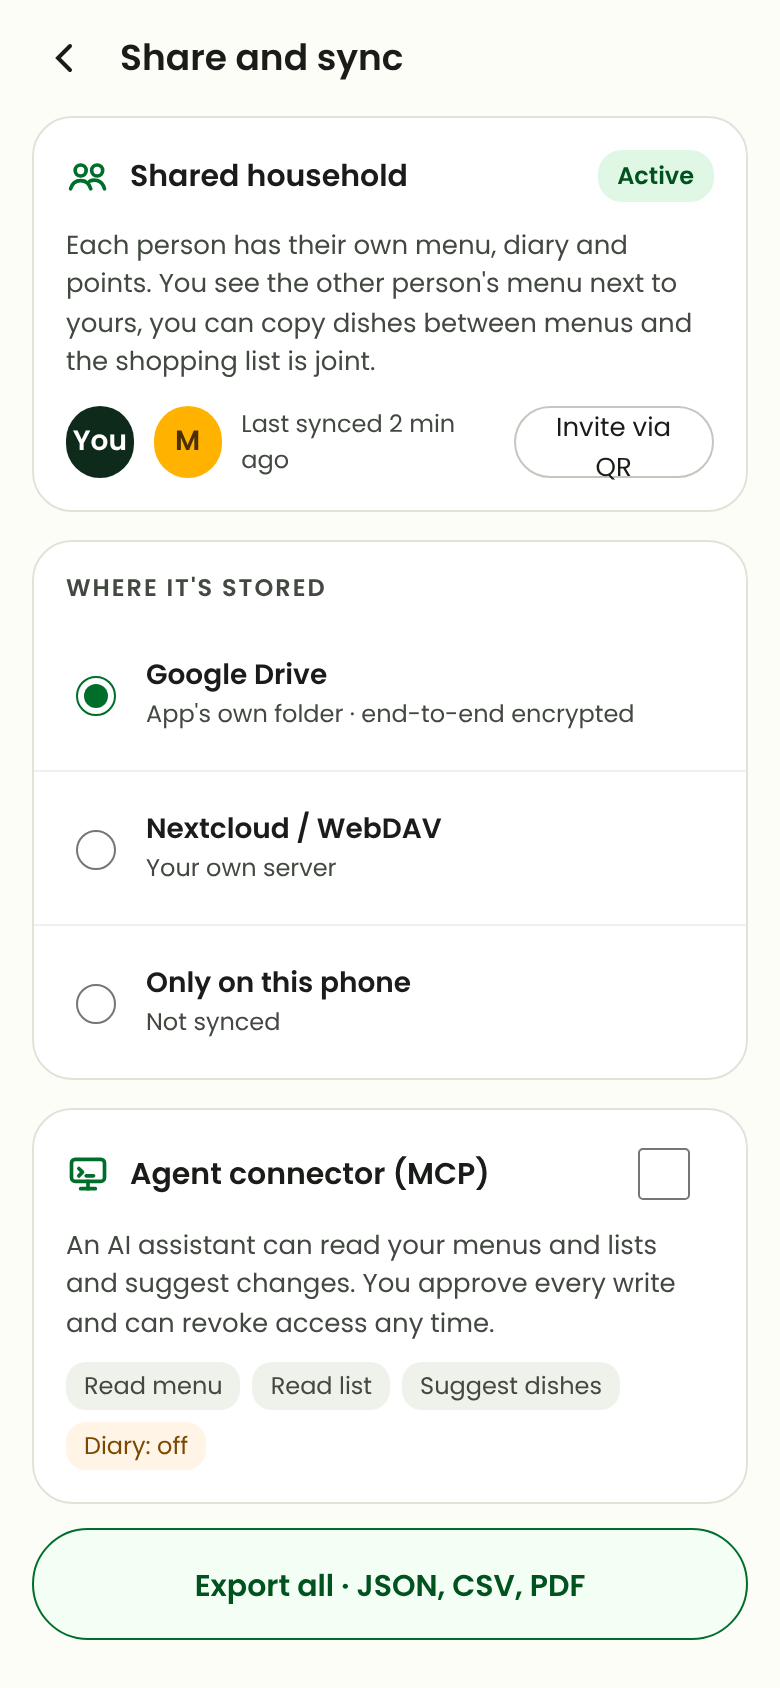 Share and sync
Shared household
Active
Each person has their own menu, diary and
points. You see the other person's menu next to
yours, you can copy dishes between menus and
the shopping list is joint.
You
M
Last synced 2 min
ago
Invite via
QR
WHERE IT'S STORED
Google Drive
App's own folder · end-to-end encrypted
Nextcloud / WebDAV
Your own server
Only on this phone
Not synced
Agent connector (MCP)
An AI assistant can read your menus and lists
and suggest changes. You approve every write
and can revoke access any time.
Read menu
Read list
Suggest dishes
Diary: off
Export all · JSON, CSV, PDF